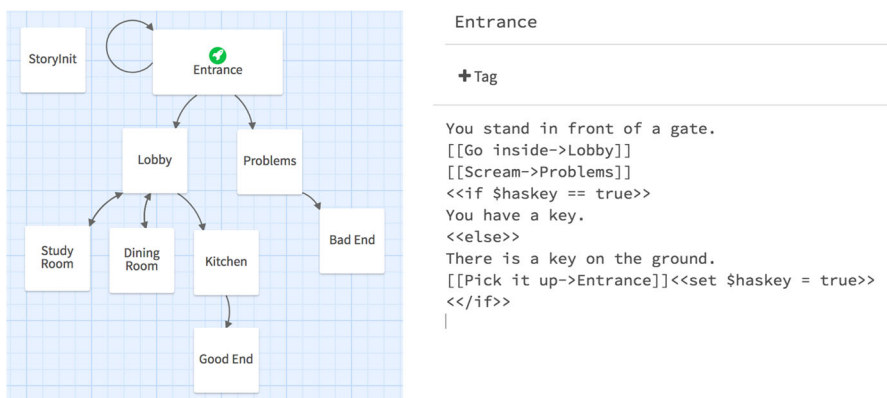 StoryInit
Entrance
Lobby
Problems
Study
Room
Dining
Room
Kitchen
Bad End
Good End
Entrance
+ Tag
You stand in front of a gate.
[[Go inside->Lobby]]
[[Scream->Problems]]
<<if $haskey == true>>
You have a key.
<<else>>
There is a key on the ground.
[[Pick it up->Entrance]]<<set $haskey = true>>
<</if>>